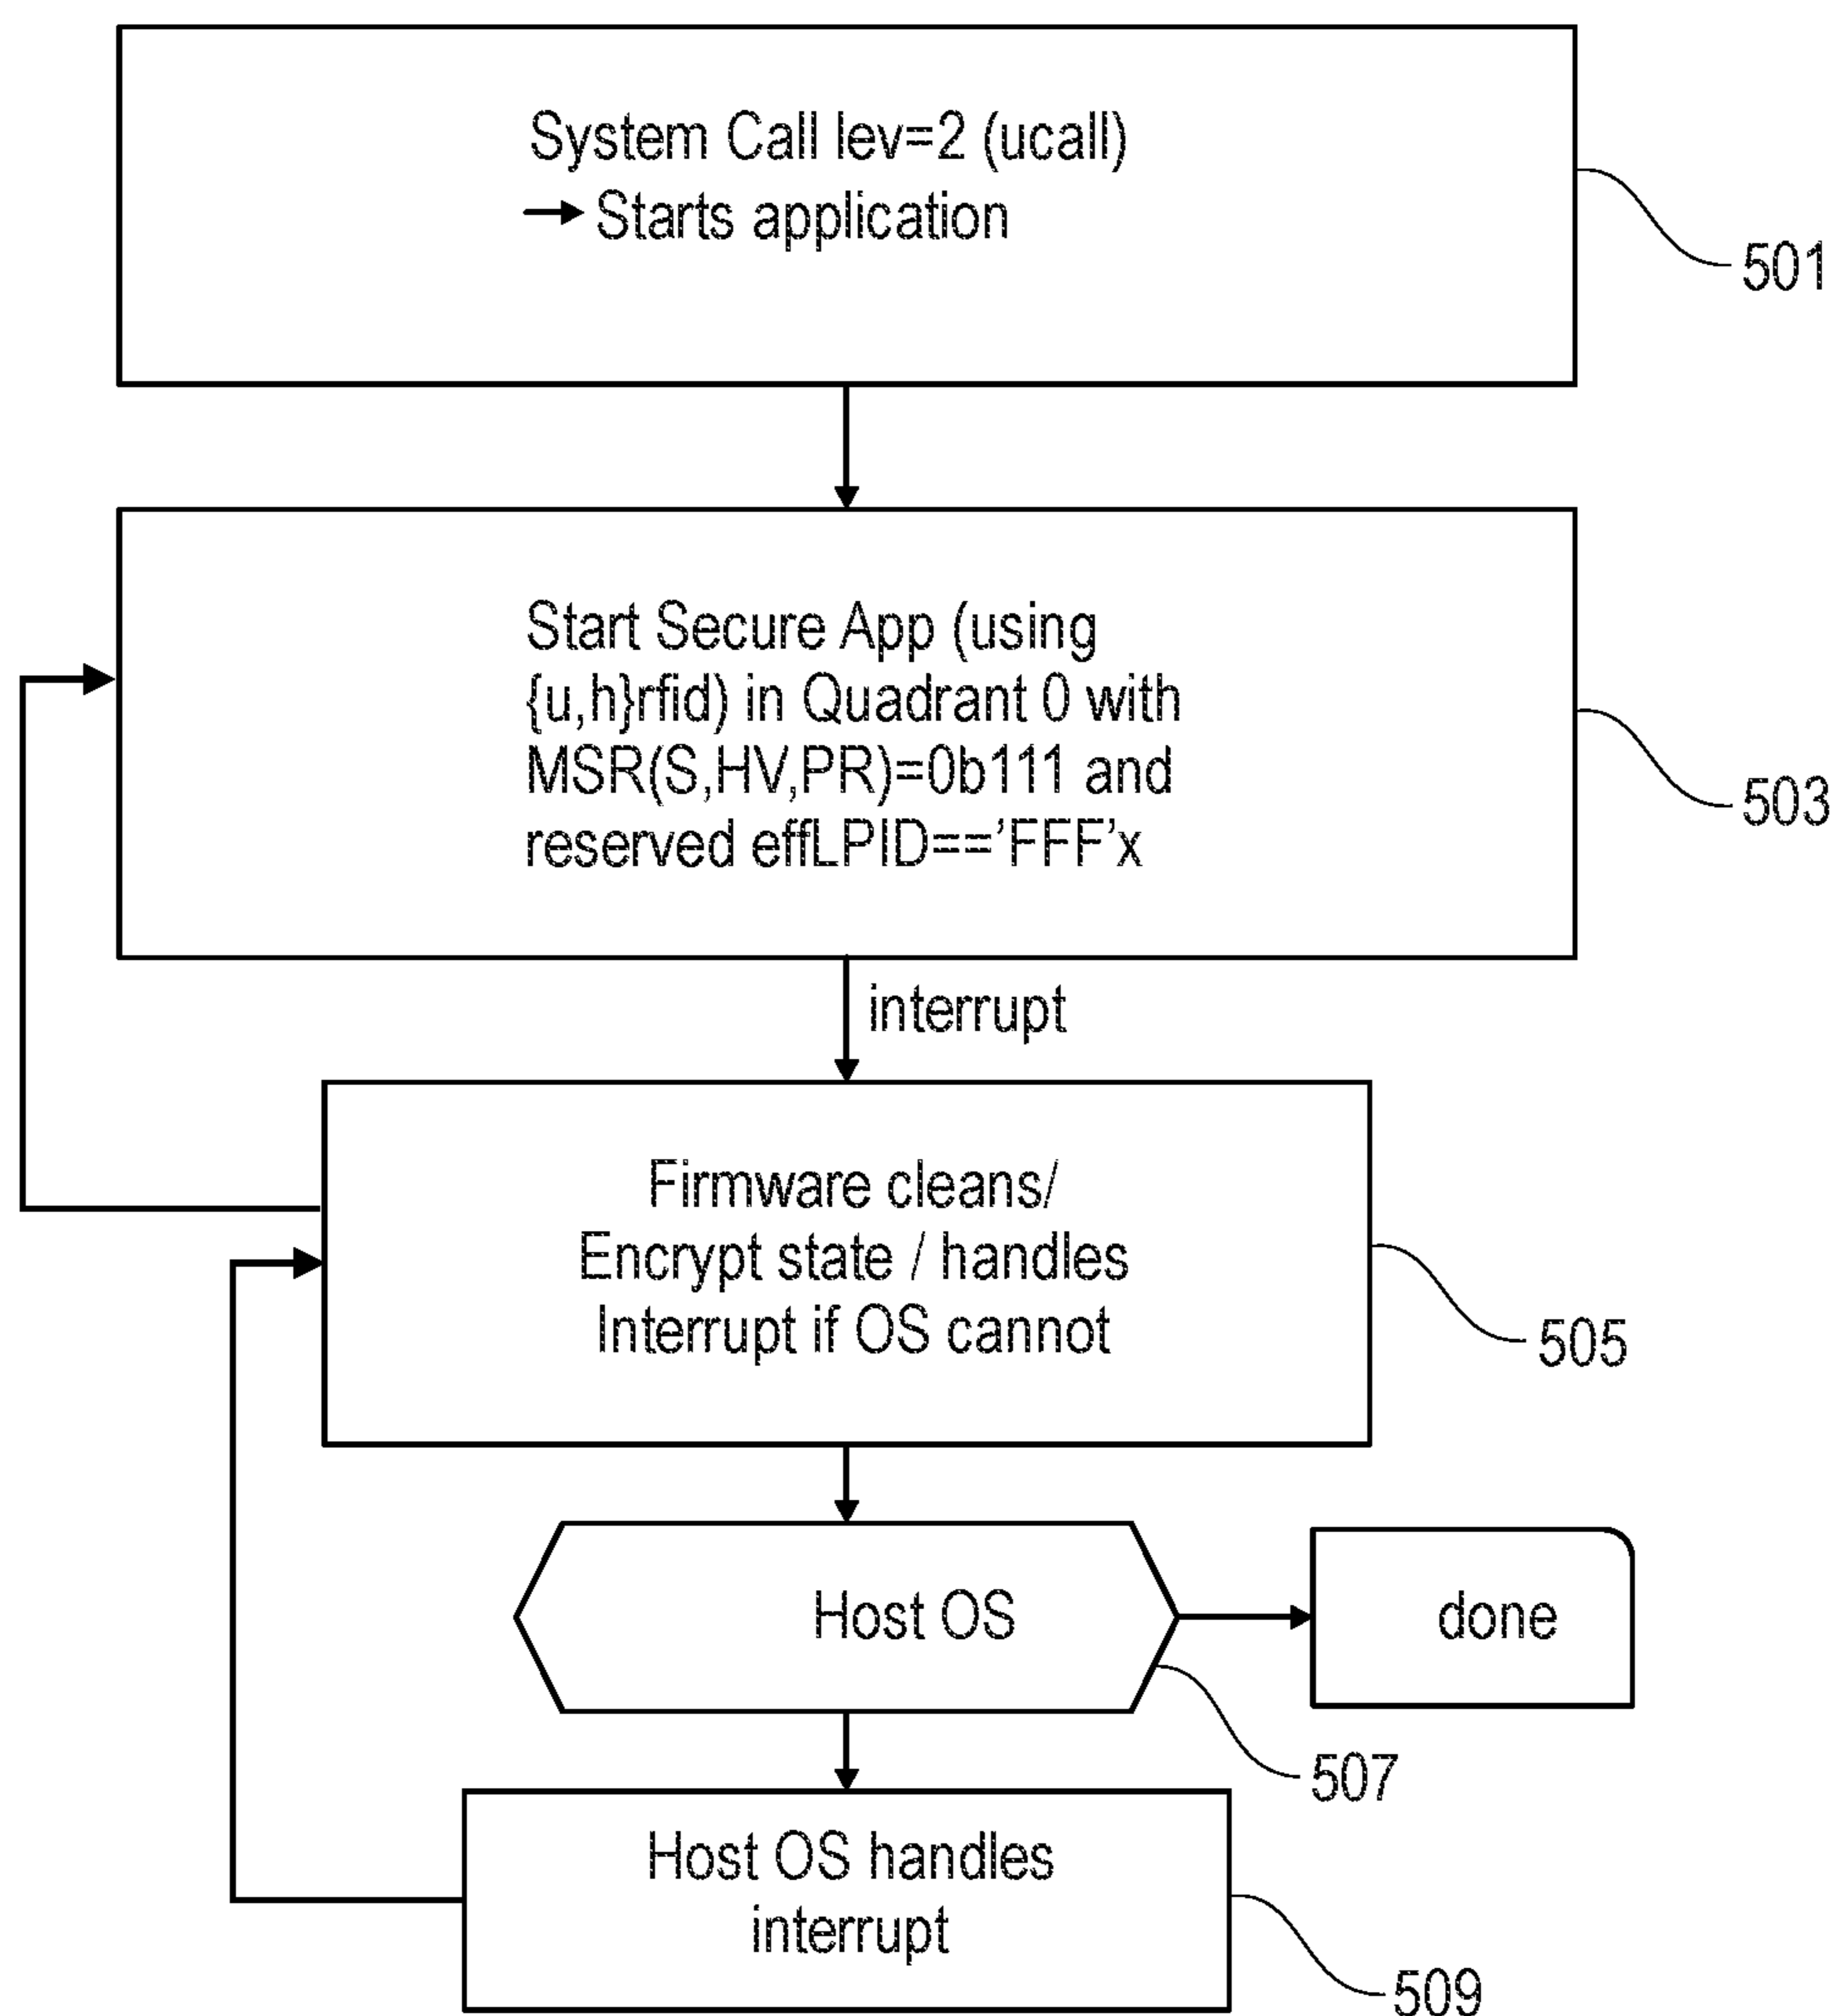 System Call lev=2 (ucall)
→ Starts application
501
Start Secure App (using
{u,h}rfid) in Quadrant 0 with
MSR(S,HV,PR)=0b111 and
reserved effLPID=='FFF'x
503
interrupt
Firmware cleans/
Encrypt state / handles
Interrupt if OS cannot
505
Host OS
done
507
Host OS handles
interrupt
509